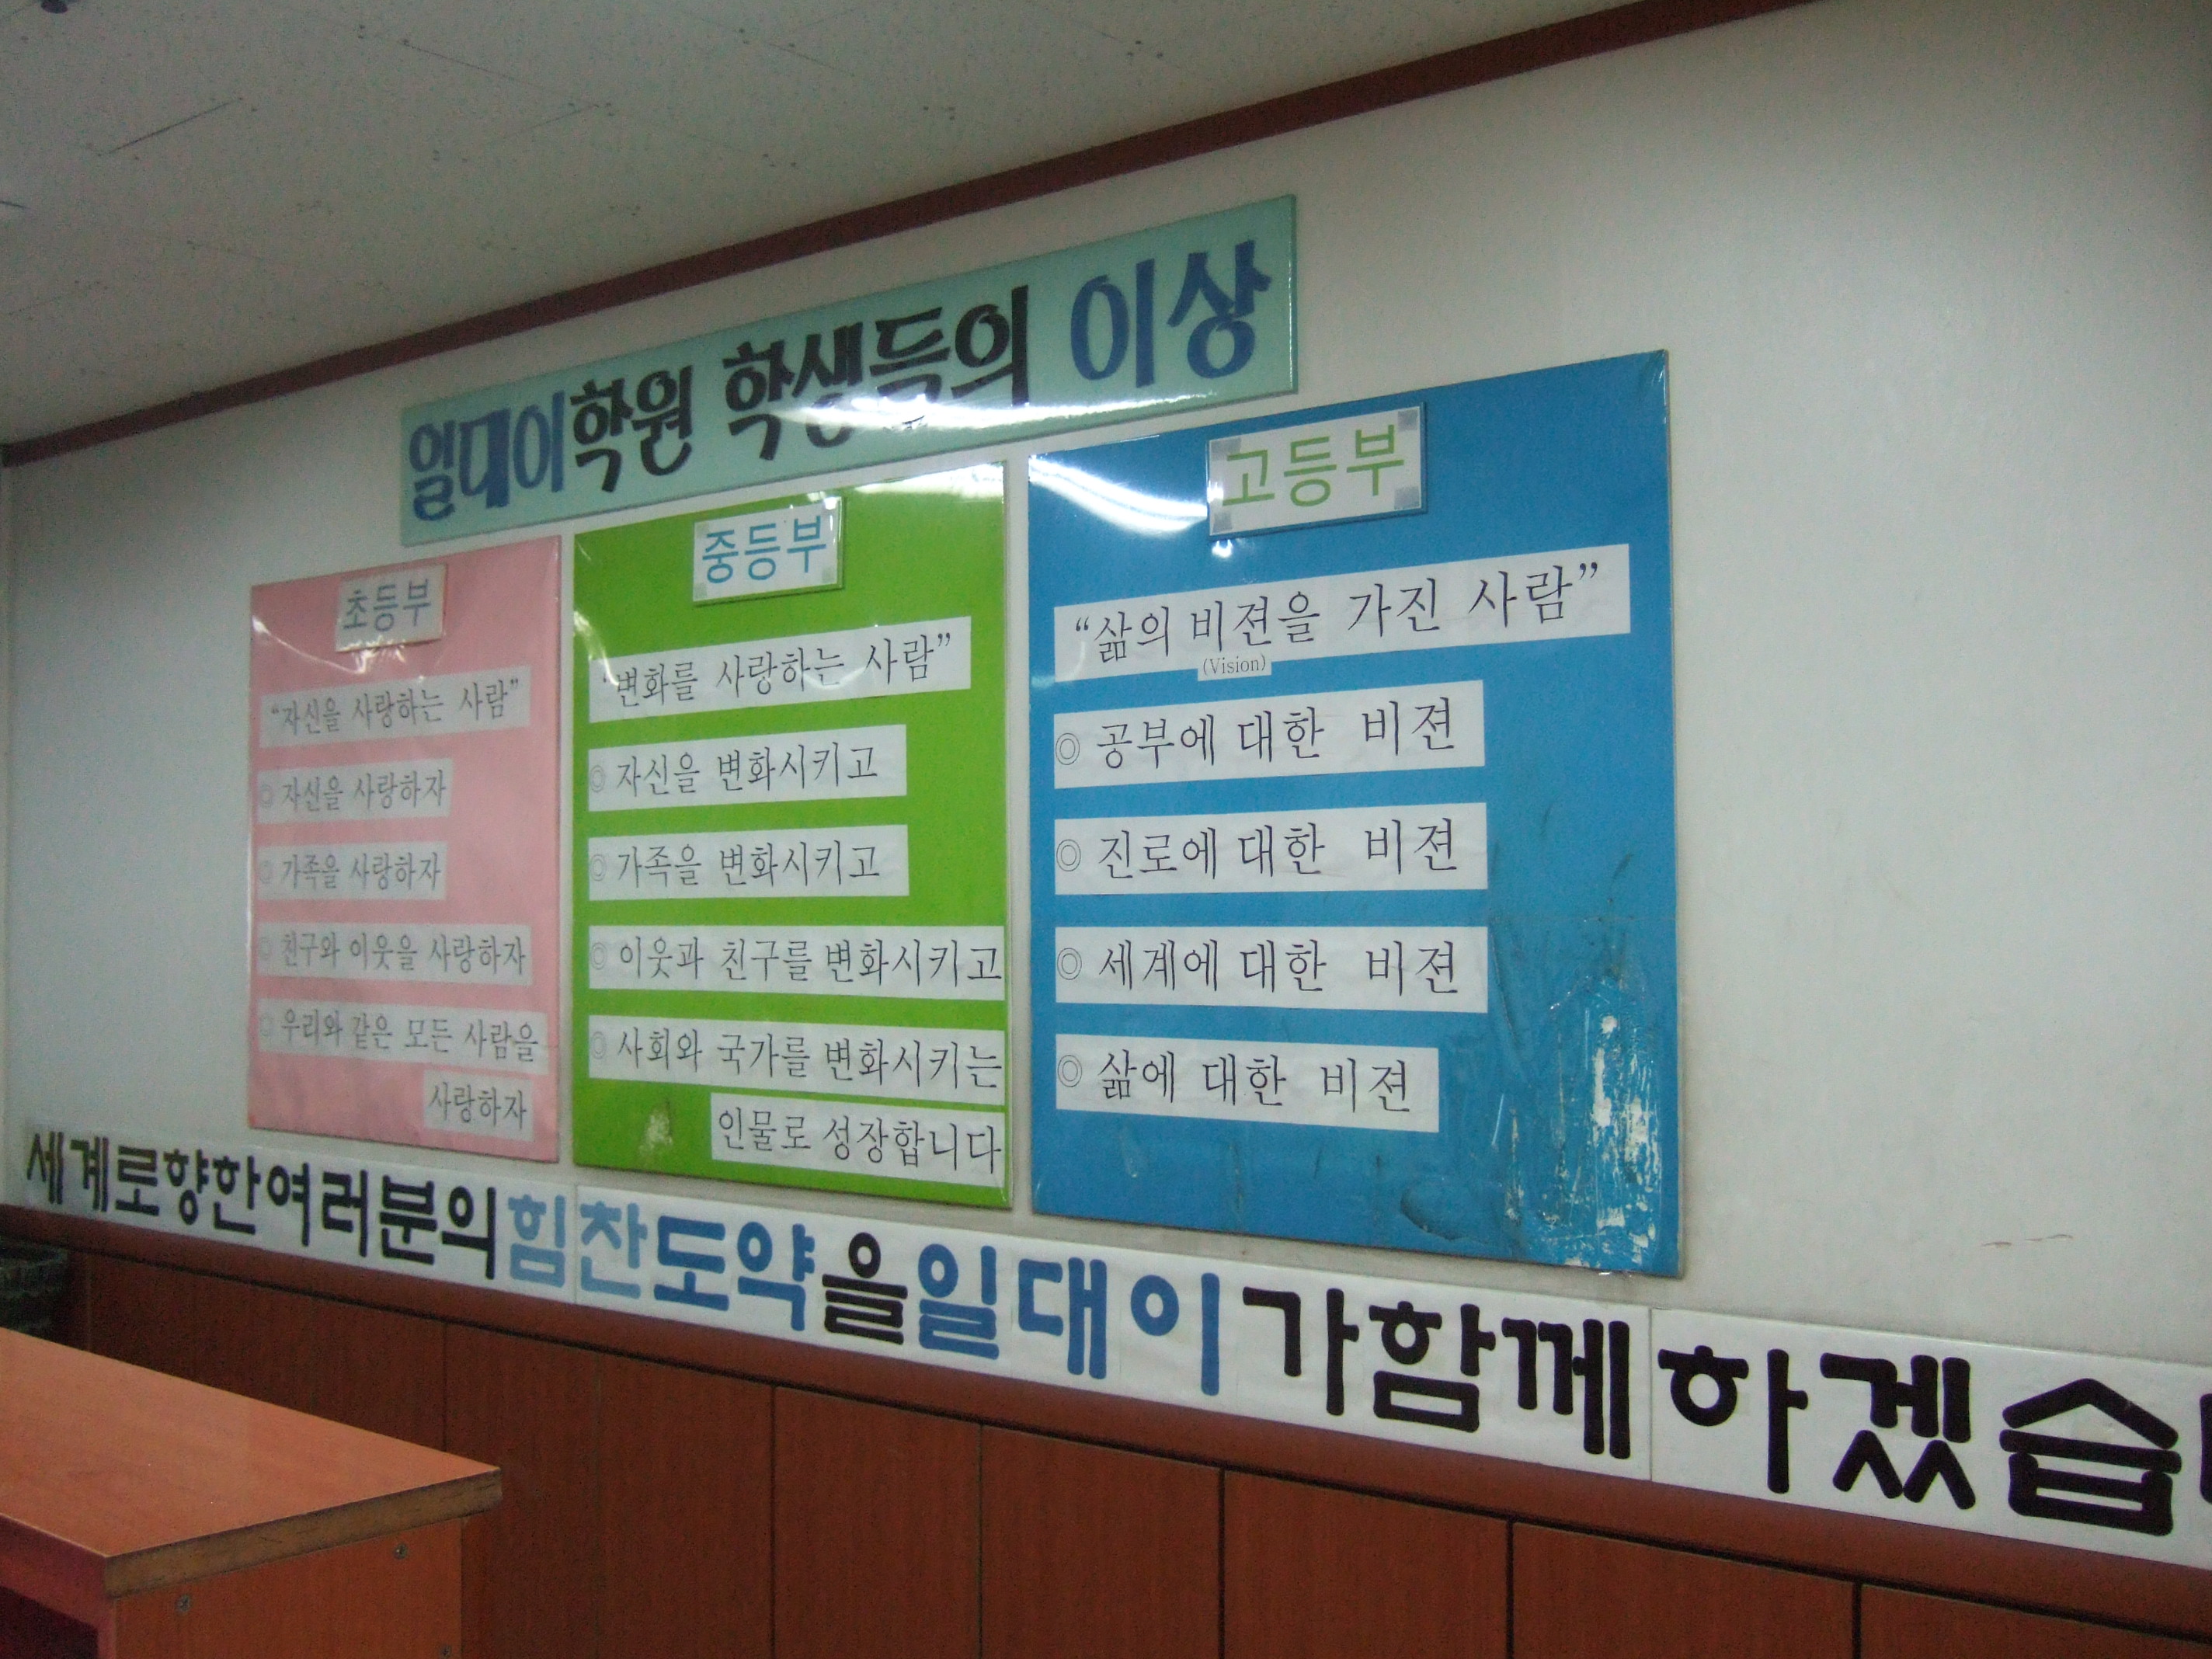 일대이학원 학생들의 이상
초등부
“자신을 사랑하는 사람”
◎ 자신을 사랑하자
◎ 가족을 사랑하자
◎ 친구와 이웃을 사랑하자
◎ 우리와 같은 모든 사람을
사랑하자
중등부
“변화를 사랑하는 사람”
◎ 자신을 변화시키고
◎ 가족을 변화시키고
◎ 이웃과 친구를 변화시키고
◎ 사회와 국가를 변화시키는
인물로 성장합니다
고등부
“삶의 비젼을 가진 사람”
(Vision)
◎ 공부에 대한 비젼
◎ 진로에 대한 비젼
◎ 세계에 대한 비젼
◎ 삶에 대한 비젼
세계로향한여러분의힘찬도약을일대이가함께하겠습